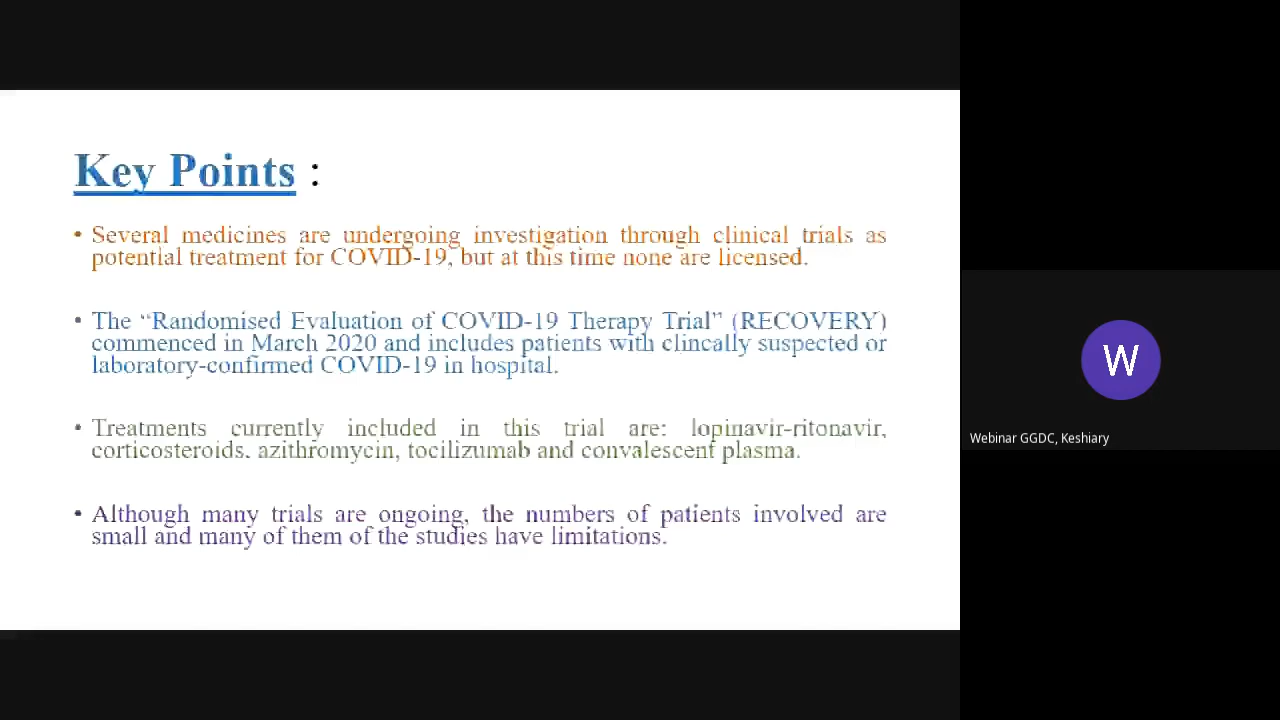 Key Points :
• Several medicines are undergoing investigation through clinical trials as
potential treatment for COVID-19, but at this time none are licensed.
• The “Randomised Evaluation of COVID-19 Therapy Trial” (RECOVERY)
commenced in March 2020 and includes patients with clincally suspected or
laboratory-confirmed COVID-19 in hospital.
• Treatments currently included in this trial are: lopinavir-ritonavir,
corticosteroids, azithromycin, tocilizumab and convalescent plasma.
• Although many trials are ongoing, the numbers of patients involved are
small and many of them of the studies have limitations.
W
Webinar GGDC, Keshiary